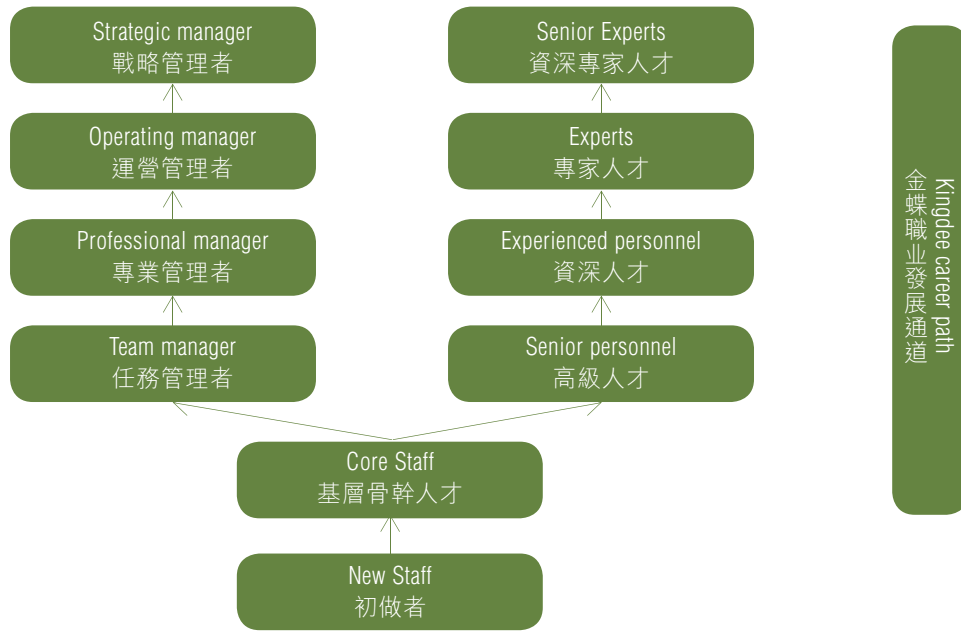 Strategic manager
戰略管理者
Senior Experts
資深專家人才
Operating manager
運營管理者
Experts
專家人才
Professional manager
專業管理者
Experienced personnel
資深人才
Team manager
任務管理者
Senior personnel
高級人才
Core Staff
基層骨幹人才
New Staff
初做者
Kingdee career path
金蝶職业發展通道